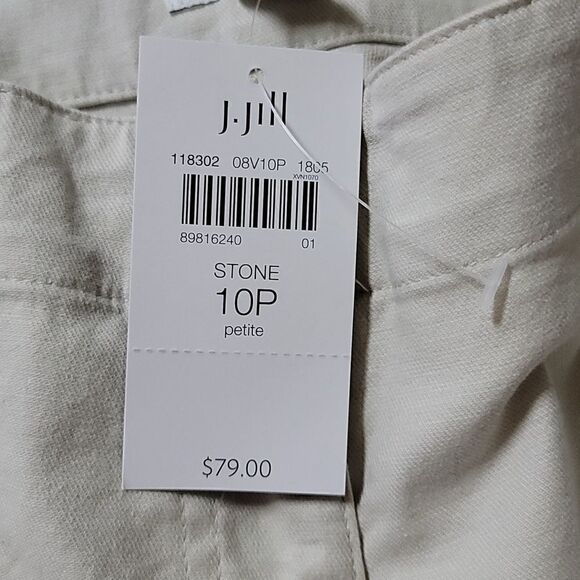 J.Jill
118302 08V10P 1805
XVN1070
89816240 01
STONE
10P
petite
$79.00